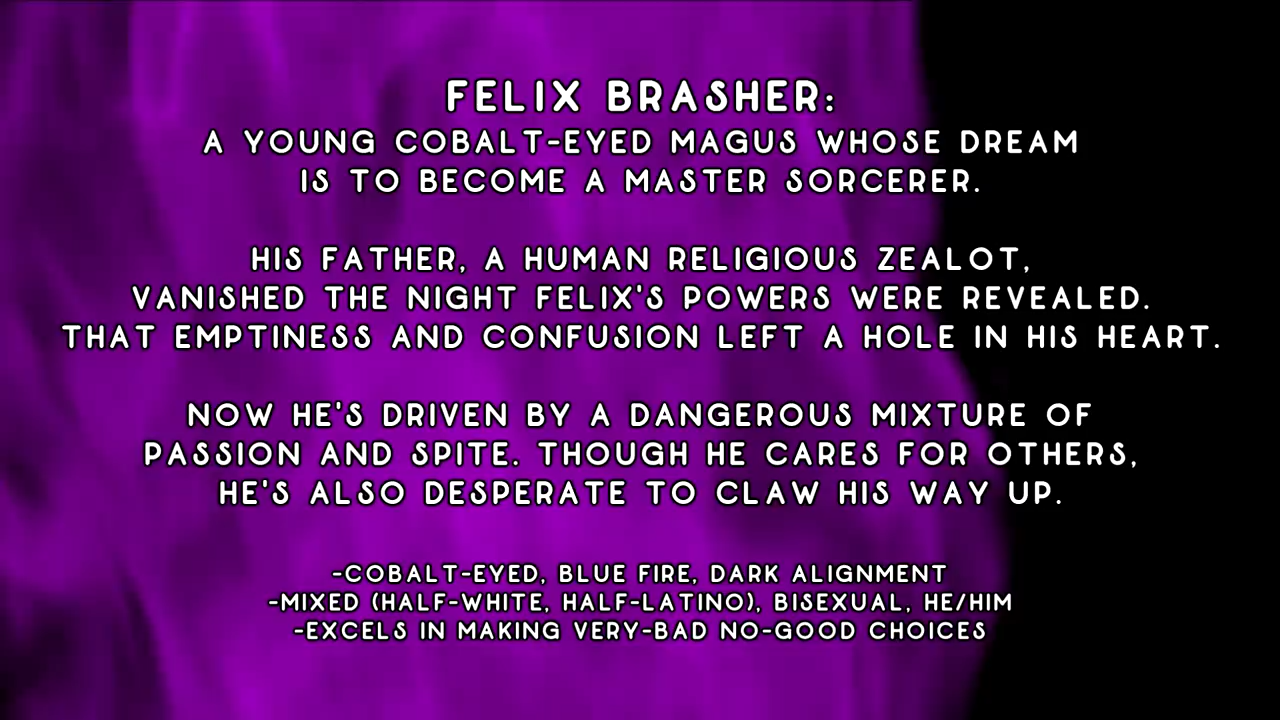 FELIX BRASHER:
A YOUNG COBALT-EYED MAGUS WHOSE DREAM
IS TO BECOME A MASTER SORCERER.
HIS FATHER, A HUMAN RELIGIOUS ZEALOT,
VANISHED THE NIGHT FELIX'S POWERS WERE REVEALED.
THAT EMPTINESS AND CONFUSION LEFT A HOLE IN HIS HEART.
NOW HE'S DRIVEN BY A DANGEROUS MIXTURE OF
PASSION AND SPITE. THOUGH HE CARES FOR OTHERS,
HE'S ALSO DESPERATE TO CLAW HIS WAY UP.
-COBALT-EYED, BLUE FIRE, DARK ALIGNMENT
-MIXED (HALF-WHITE, HALF-LATINO), BISEXUAL, HE/HIM
-EXCELS IN MAKING VERY-BAD NO-GOOD CHOICES